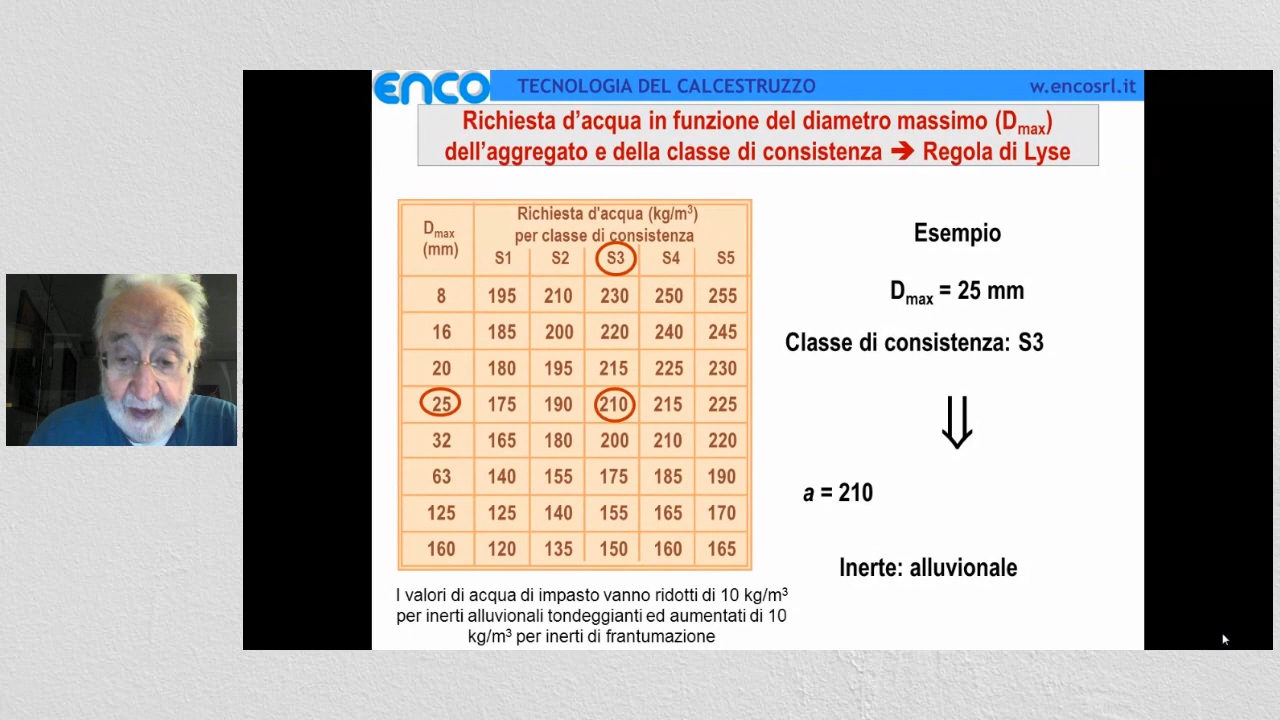 enco TECNOLOGIA DEL CALCESTRUZZO w.encosrl.it
Richiesta d'acqua in funzione del diametro massimo (Dmax)
dell'aggregato e della classe di consistenza ➔ Regola di Lyse
Dmax (mm) Richiesta d'acqua (kg/m³)
per classe di consistenza
S1 S2 S3 S4 S5
8 195 210 230 250 255
16 185 200 220 240 245
20 180 195 215 225 230
25 175 190 210 215 225
32 165 180 200 210 220
63 140 155 175 185 190
125 125 140 155 165 170
160 120 135 150 160 165
I valori di acqua di impasto vanno ridotti di 10 kg/m³
per inerti alluvionali tondeggianti ed aumentati di 10
kg/m³ per inerti di frantumazione
Esempio
Dmax = 25 mm
Classe di consistenza: S3
⇓
a = 210
Inerte: alluvionale